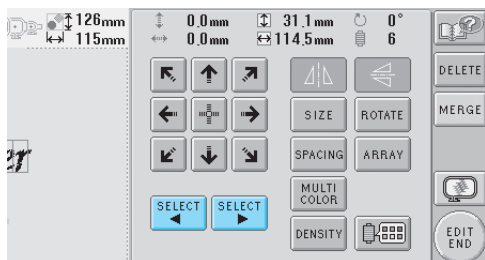 126mm 0.0mm 31.1mm 0°
115mm 0.0mm 114.5mm 6
DELETE
SIZE ROTATE MERGE
SPACING ARRAY
MULTI
COLOR
SELECT SELECT
DENSITY
EDIT
END